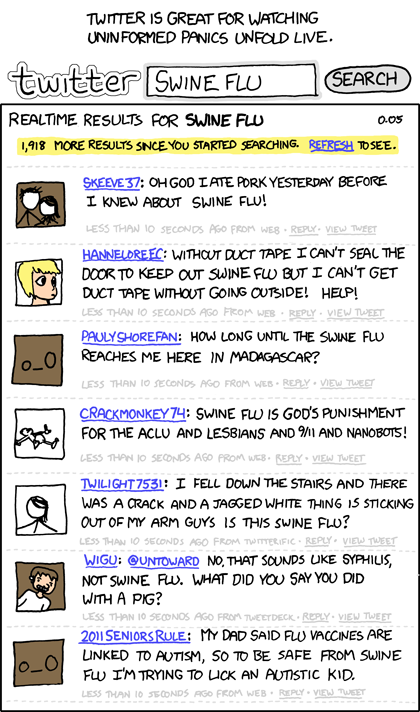 TWITTER IS GREAT FOR WATCHING
UNINFORMED PANICS UNFOLD LIVE.
twitter SWINE FLU SEARCH
REALTIME RESULTS FOR SWINE FLU 0.05
1,918 MORE RESULTS SINCE YOU STARTED SEARCHING. REFRESH TO SEE.
SKEEVE37: OH GOD I ATE PORK YESTERDAY BEFORE
I KNEW ABOUT SWINE FLU!
LESS THAN 10 SECONDS AGO FROM WEB · REPLY · VIEW TWEET
HANNELOREEC: WITHOUT DUCT TAPE I CAN'T SEAL THE
DOOR TO KEEP OUT SWINE FLU BUT I CAN'T GET
DUCT TAPE WITHOUT GOING OUTSIDE! HELP!
LESS THAN 10 SECONDS AGO FROM WEB · REPLY · VIEW TWEET
PAULYSHOREFAN: HOW LONG UNTIL THE SWINE FLU
REACHES ME HERE IN MADAGASCAR?
LESS THAN 10 SECONDS AGO FROM WEB · REPLY · VIEW TWEET
CRACKMONKEY74: SWINE FLU IS GOD'S PUNISHMENT
FOR THE ACLU AND LESBIANS AND 9/11 AND NANOBOTS!
LESS THAN 10 SECONDS AGO FROM WEB · REPLY · VIEW TWEET
TWILIGHT7531: I FELL DOWN THE STAIRS AND THERE
WAS A CRACK AND A JAGGED WHITE THING IS STICKING
OUT OF MY ARM GUYS IS THIS SWINE FLU?
LESS THAN 10 SECONDS AGO FROM TWITTERIFIC · REPLY · VIEW TWEET
WIGU: @UNTOWARD NO, THAT SOUNDS LIKE SYPHILIS,
NOT SWINE FLU. WHAT DID YOU SAY YOU DID
WITH A PIG?
LESS THAN 10 SECONDS AGO FROM TWEETDECK · REPLY · VIEW TWEET
2011SENIORSRULE: MY DAD SAID FLU VACCINES ARE
LINKED TO AUTISM, SO TO BE SAFE FROM SWINE
FLU I'M TRYING TO LICK AN AUTISTIC KID.
LESS THAN 10 SECONDS AGO FROM WEB · REPLY · VIEW TWEET